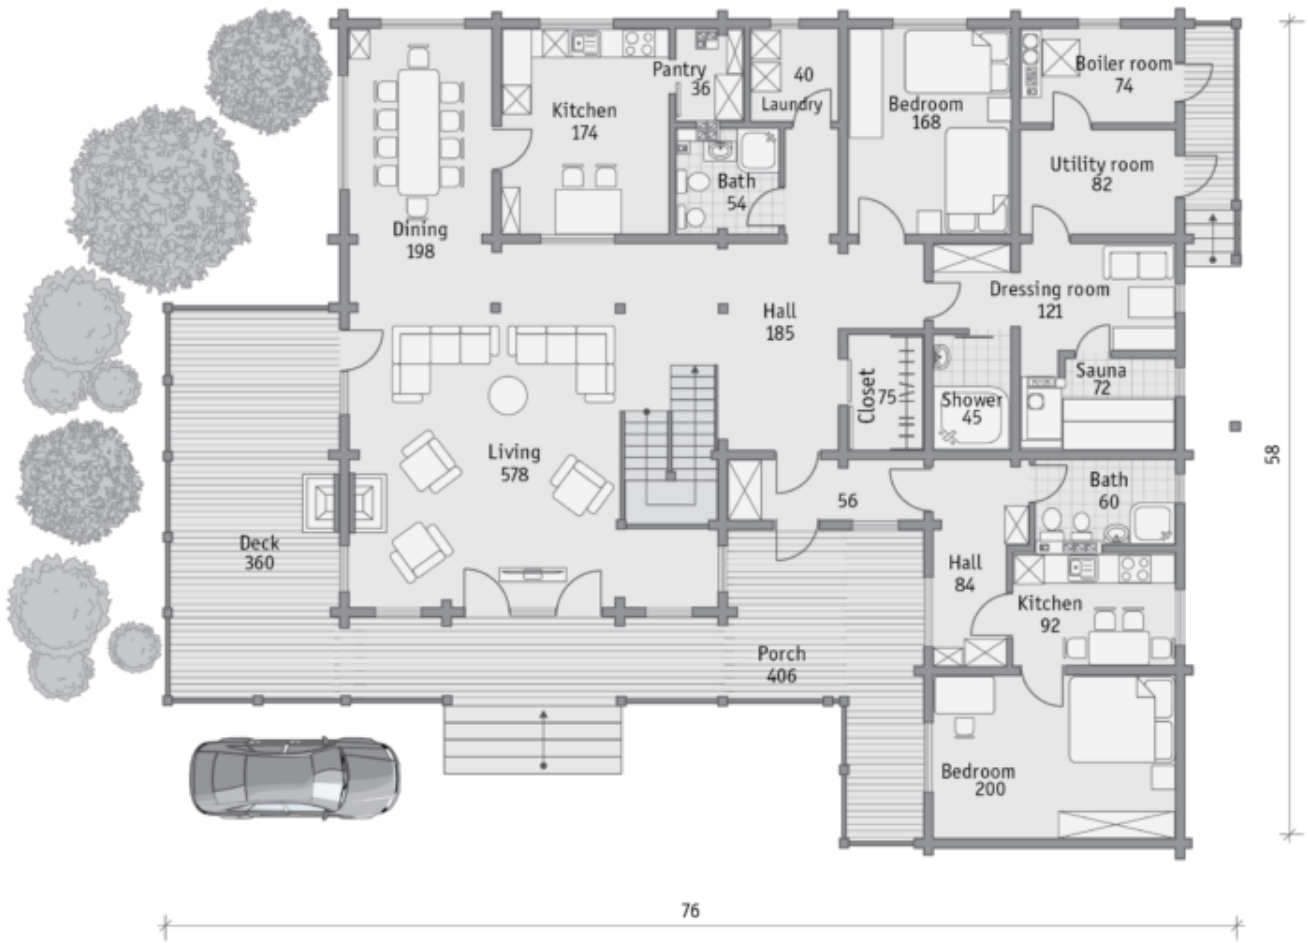 Pantry
36
40
Laundry
Kitchen
174
Bedroom
168
Boiler room
74
Utility room
82
Bath
54
Dining
198
Hall
185
Dressing room
121
Closet
75
Shower
45
Sauna
72
Living
578
56
Bath
60
58
Deck
360
Hall
84
Kitchen
92
Porch
406
Bedroom
200
76